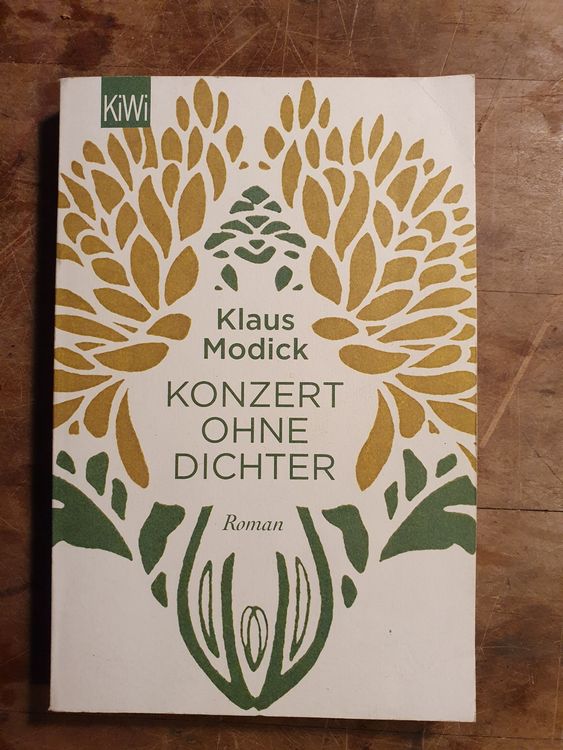 KiWi
Klaus
Modick
KONZERT
OHNE
DICHTER
Roman